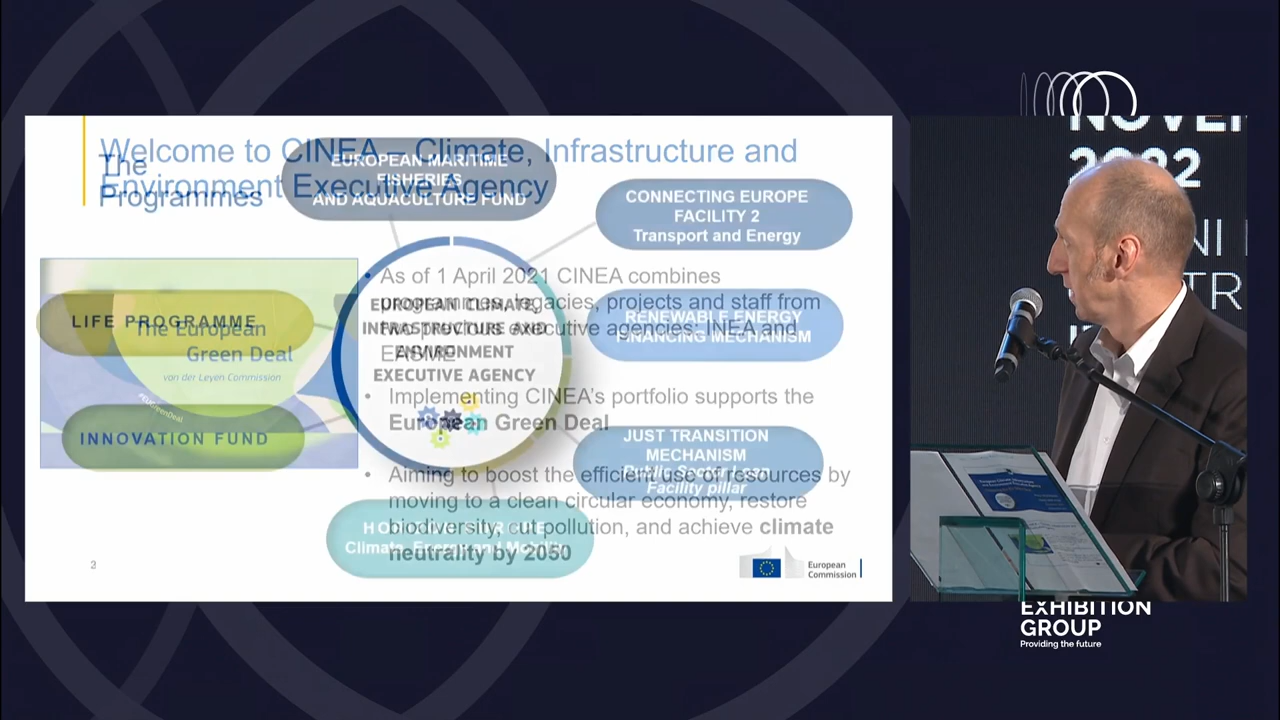 Welcome to CINEA – Climate, Infrastructure and
Environment Executive Agency
The
Programmes
EUROPEAN MARITIME
FISHERIES
AND AQUACULTURE FUND
CONNECTING EUROPE
FACILITY 2
Transport and Energy
As of 1 April 2021 CINEA combines
programmes, legacies, projects and staff from
two previous executive agencies: INEA and
EASME
EUROPEAN CLIMATE,
INFRASTRUCTURE AND
ENVIRONMENT
EXECUTIVE AGENCY
LIFE PROGRAMME
The European
Green Deal
von der Leyen Commission
#EUGreenDeal
INNOVATION FUND
RENEWABLE ENERGY
FINANCING MECHANISM
Implementing CINEA's portfolio supports the
European Green Deal
JUST TRANSITION
MECHANISM
Public Sector Loan
Facility pillar
Aiming to boost the efficient use of resources by
moving to a clean circular economy, restore
biodiversity, cut pollution, and achieve climate
neutrality by 2050
HORIZON EUROPE
Climate, Energy and Mobility
European
Commission
2022
EXHIBITION
GROUP
Providing the future